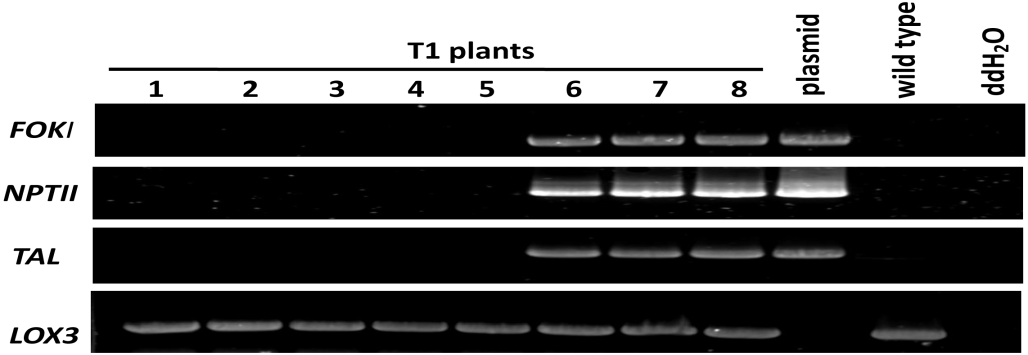 T1 plants
1 2 3 4 5 6 7 8 plasmid wild type ddH₂O
FOKI
NPTII
TAL
LOX3